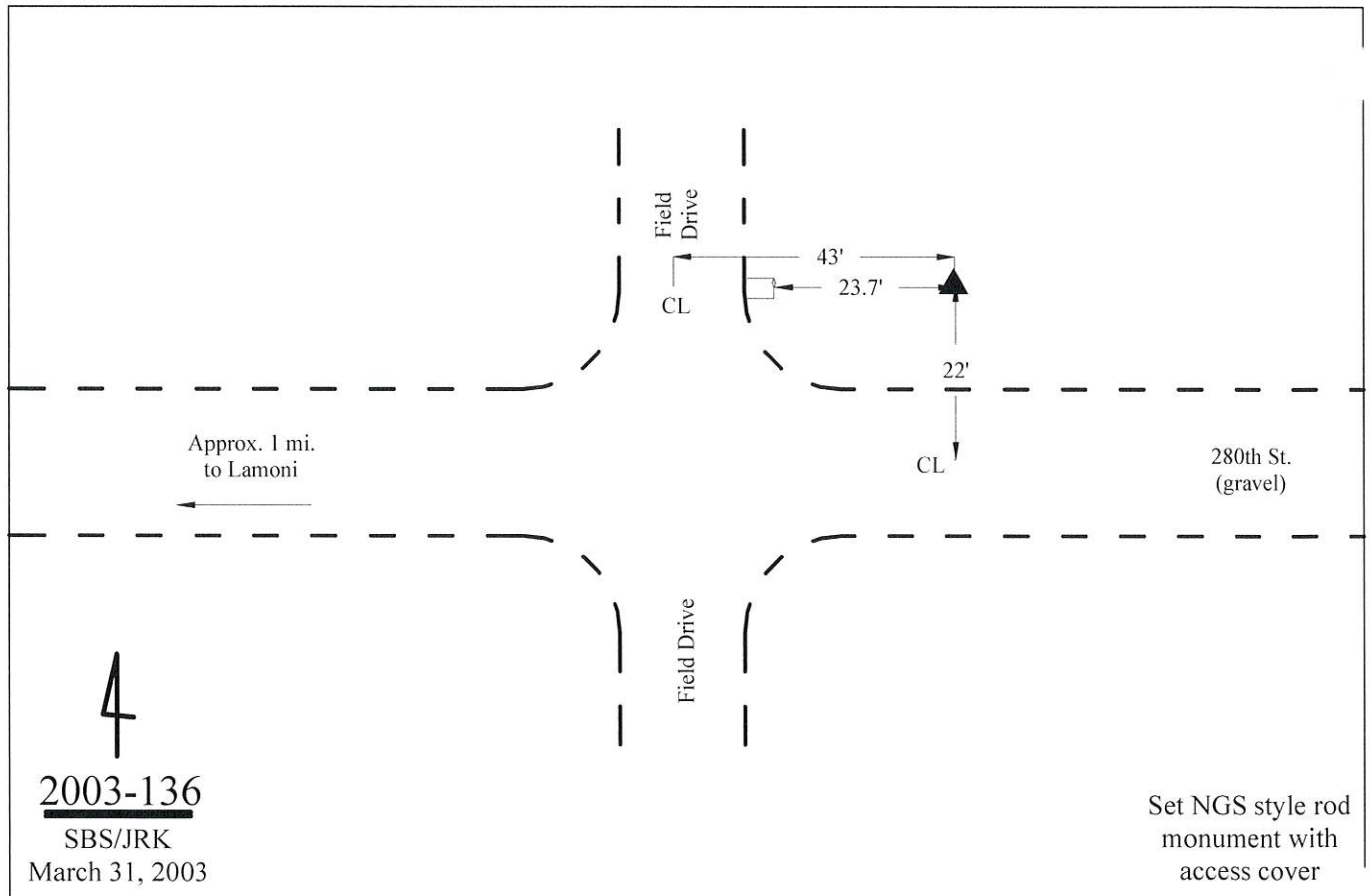 Field
Drive
43'
23.7'
CL
22'
Approx. 1 mi.
to Lamoni
CL
280th St.
(gravel)
Field Drive
2003-136
SBS/JRK
March 31, 2003
Set NGS style rod
monument with
access cover